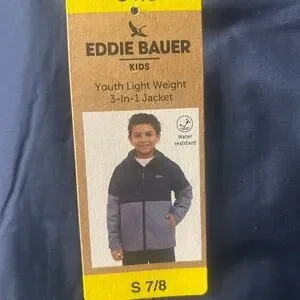 EDDIE BAUER
KIDS
Youth Light Weight
3-In-1 Jacket
Water
resistant
S 7/8